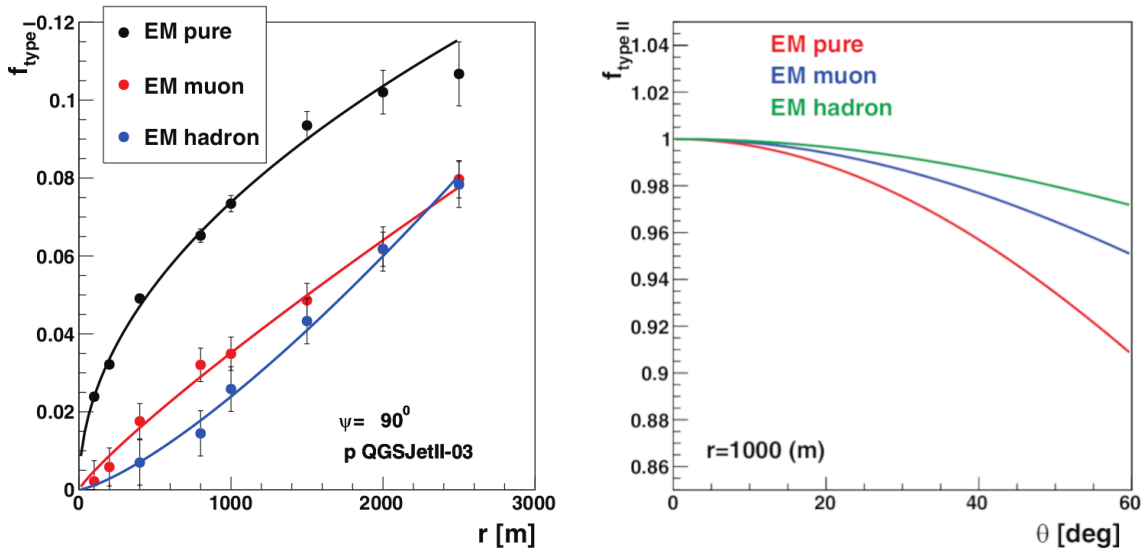 f_type I
0.12
0.1
0.08
0.06
0.04
0.02
0
EM pure
EM muon
EM hadron
ψ= 90⁰
p QGSJetII-03
0 1000 2000 3000
r [m]
f_type II
1.04
1.02
1
0.98
0.96
0.94
0.92
0.9
0.88
0.86
EM pure
EM muon
EM hadron
r=1000 (m)
0 20 40 60
θ [deg]